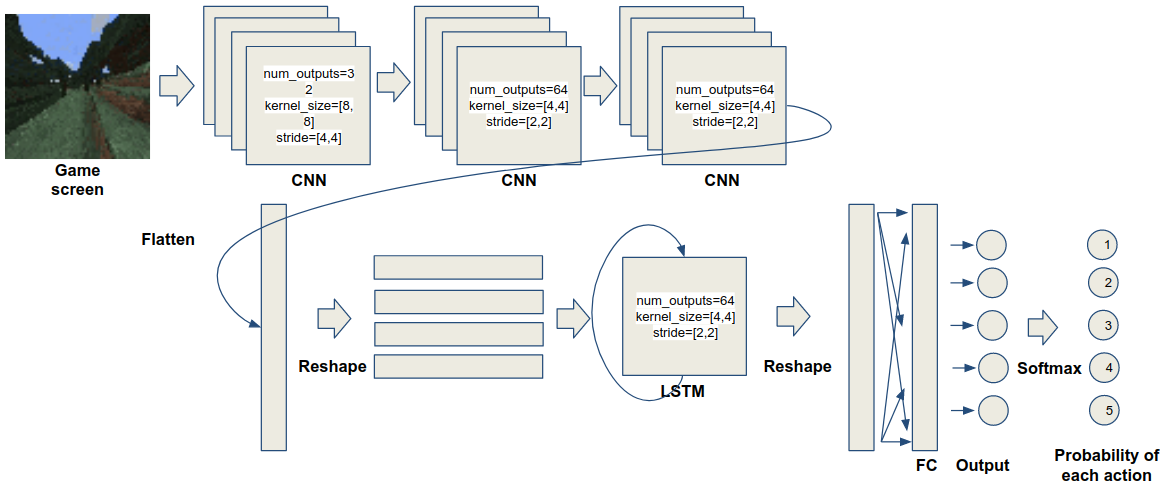 num_outputs=3
2
kernel_size=[8,
8]
stride=[4,4]
num_outputs=64
kernel_size=[4,4]
stride=[2,2]
num_outputs=64
kernel_size=[4,4]
stride=[2,2]
Game
screen
CNN
CNN
CNN
Flatten
Reshape
num_outputs=64
kernel_size=[4,4]
stride=[2,2]
LSTM
Reshape
FC
Output
Softmax
1
2
3
4
5
Probability of
each action